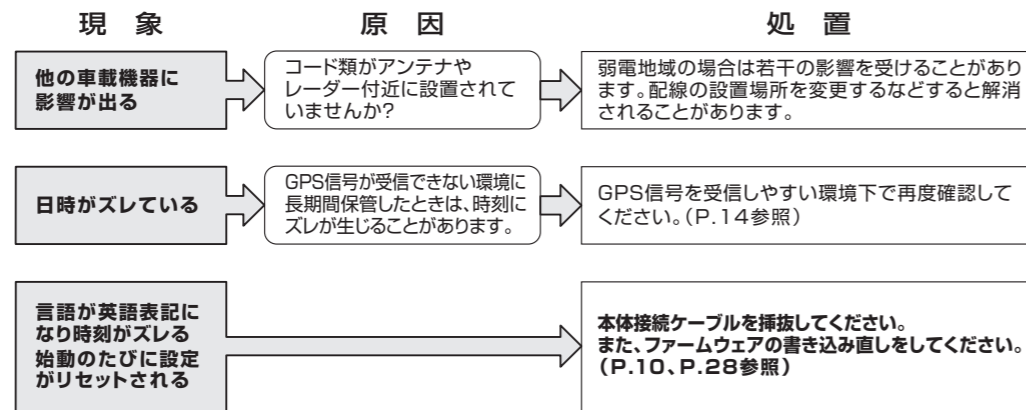 現 象
原 因
処 置
他の車載機器に
影響が出る
コード類がアンテナや
レーダー付近に設置されて
いませんか?
弱電地域の場合は若干の影響を受けることがあり
ます。配線の設置場所を変更するなどすると解消
されることがあります。
日時がズレている
GPS信号が受信できない環境に
長期間保管したときは、時刻に
ズレが生じることがあります。
GPS信号を受信しやすい環境下で再度確認して
ください。(P.14参照)
言語が英語表記に
なり時刻がズレる
始動のたびに設定
がリセットされる
本体接続ケーブルを挿抜してください。
また、ファームウェアの書き込み直しをしてください。
(P.10、P.28参照)